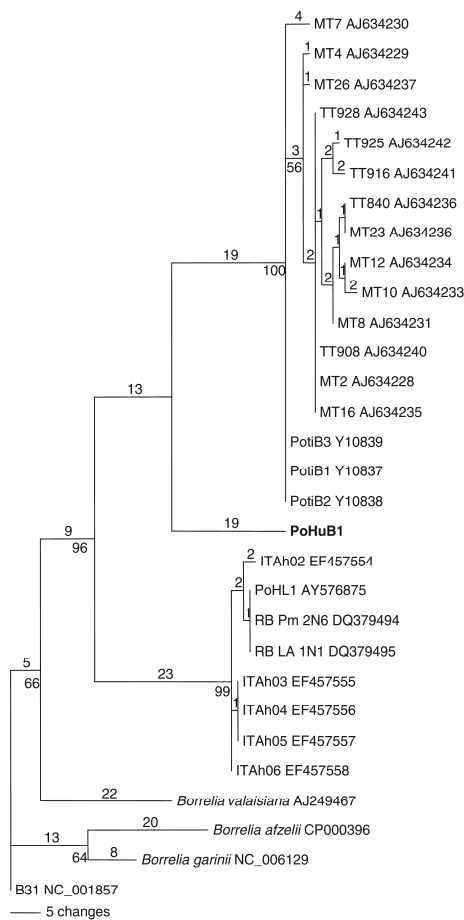 4
MT7 AJ634230
1
MT4 AJ634229
1
MT26 AJ634237
TT928 AJ634243
1
TT925 AJ634242
3
2
56
2
TT916 AJ634241
TT840 AJ634236
1
1
MT23 AJ634236
1
19
2
MT12 AJ634234
100
1
2
2
MT10 AJ634233
MT8 AJ634231
TT908 AJ634240
13
MT2 AJ634228
MT16 AJ634235
PotiB3 Y10839
PotiB1 Y10837
PotiB2 Y10838
19
9
PoHuB1
96
2
ITAh02 EF457554
2
PoHL1 AY576875
1
RB Pm 2N6 DQ379494
RB LA 1N1 DQ379495
5
23
66
99
ITAh03 EF457555
1
ITAh04 EF457556
ITAh05 EF457557
ITAh06 EF457558
22
Borrelia valaisiana AJ249467
20
13
Borrelia afzelii CP000396
64
8
Borrelia garinii NC_006129
B31 NC_001857
5 changes